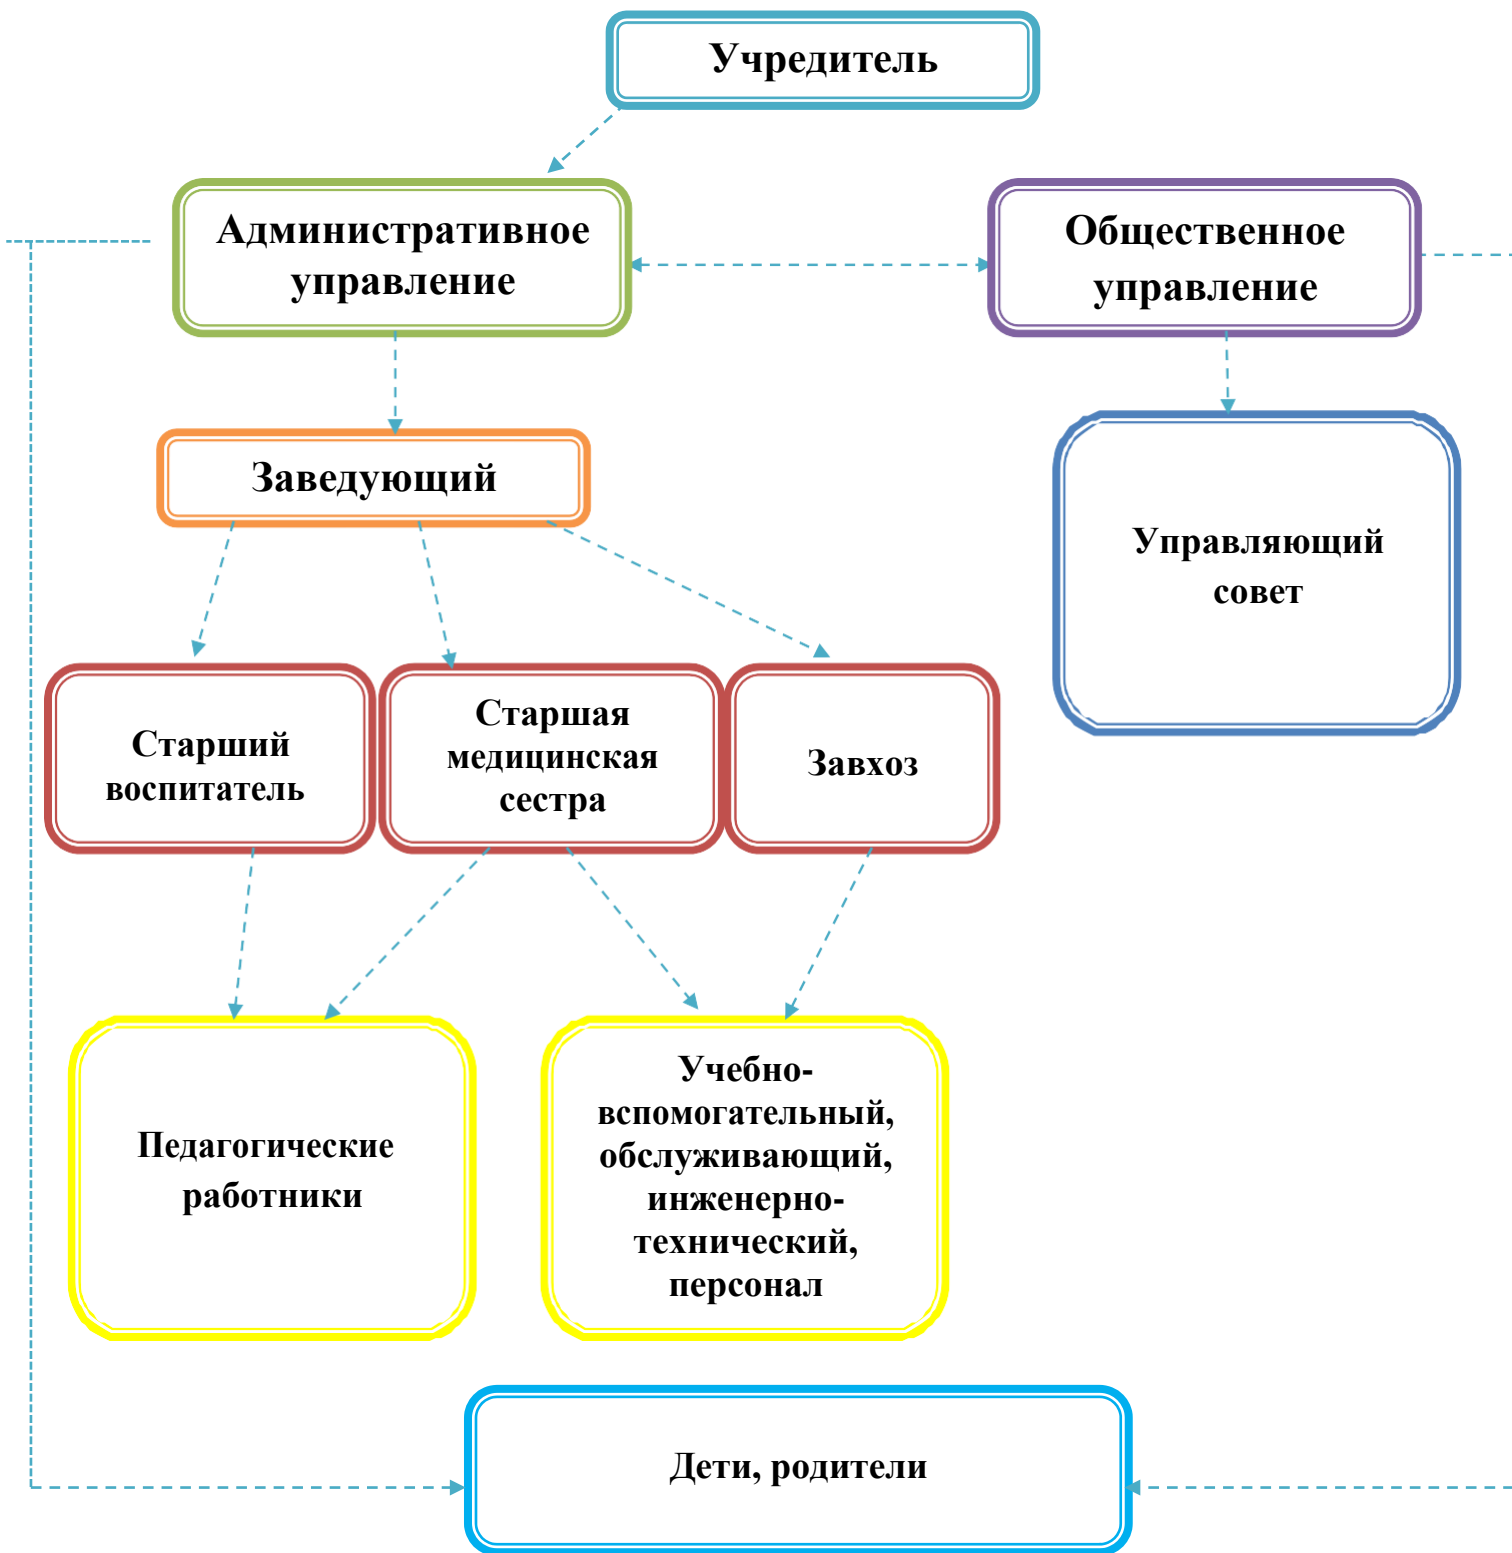 Учредитель
Административное
управление
Общественное
управление
Заведующий
Управляющий
совет
Старший
воспитатель
Старшая
медицинская
сестра
Завхоз
Педагогические
работники
Учебно-
вспомогательный,
обслуживающий,
инженерно-
технический,
персонал
Дети, родители